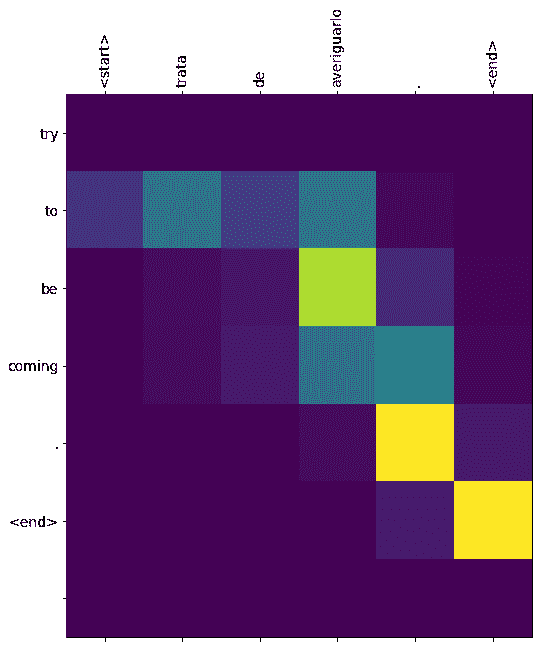 <start>
trata
de
averiguarlo
.
<end>
try
to
be
coming
.
<end>